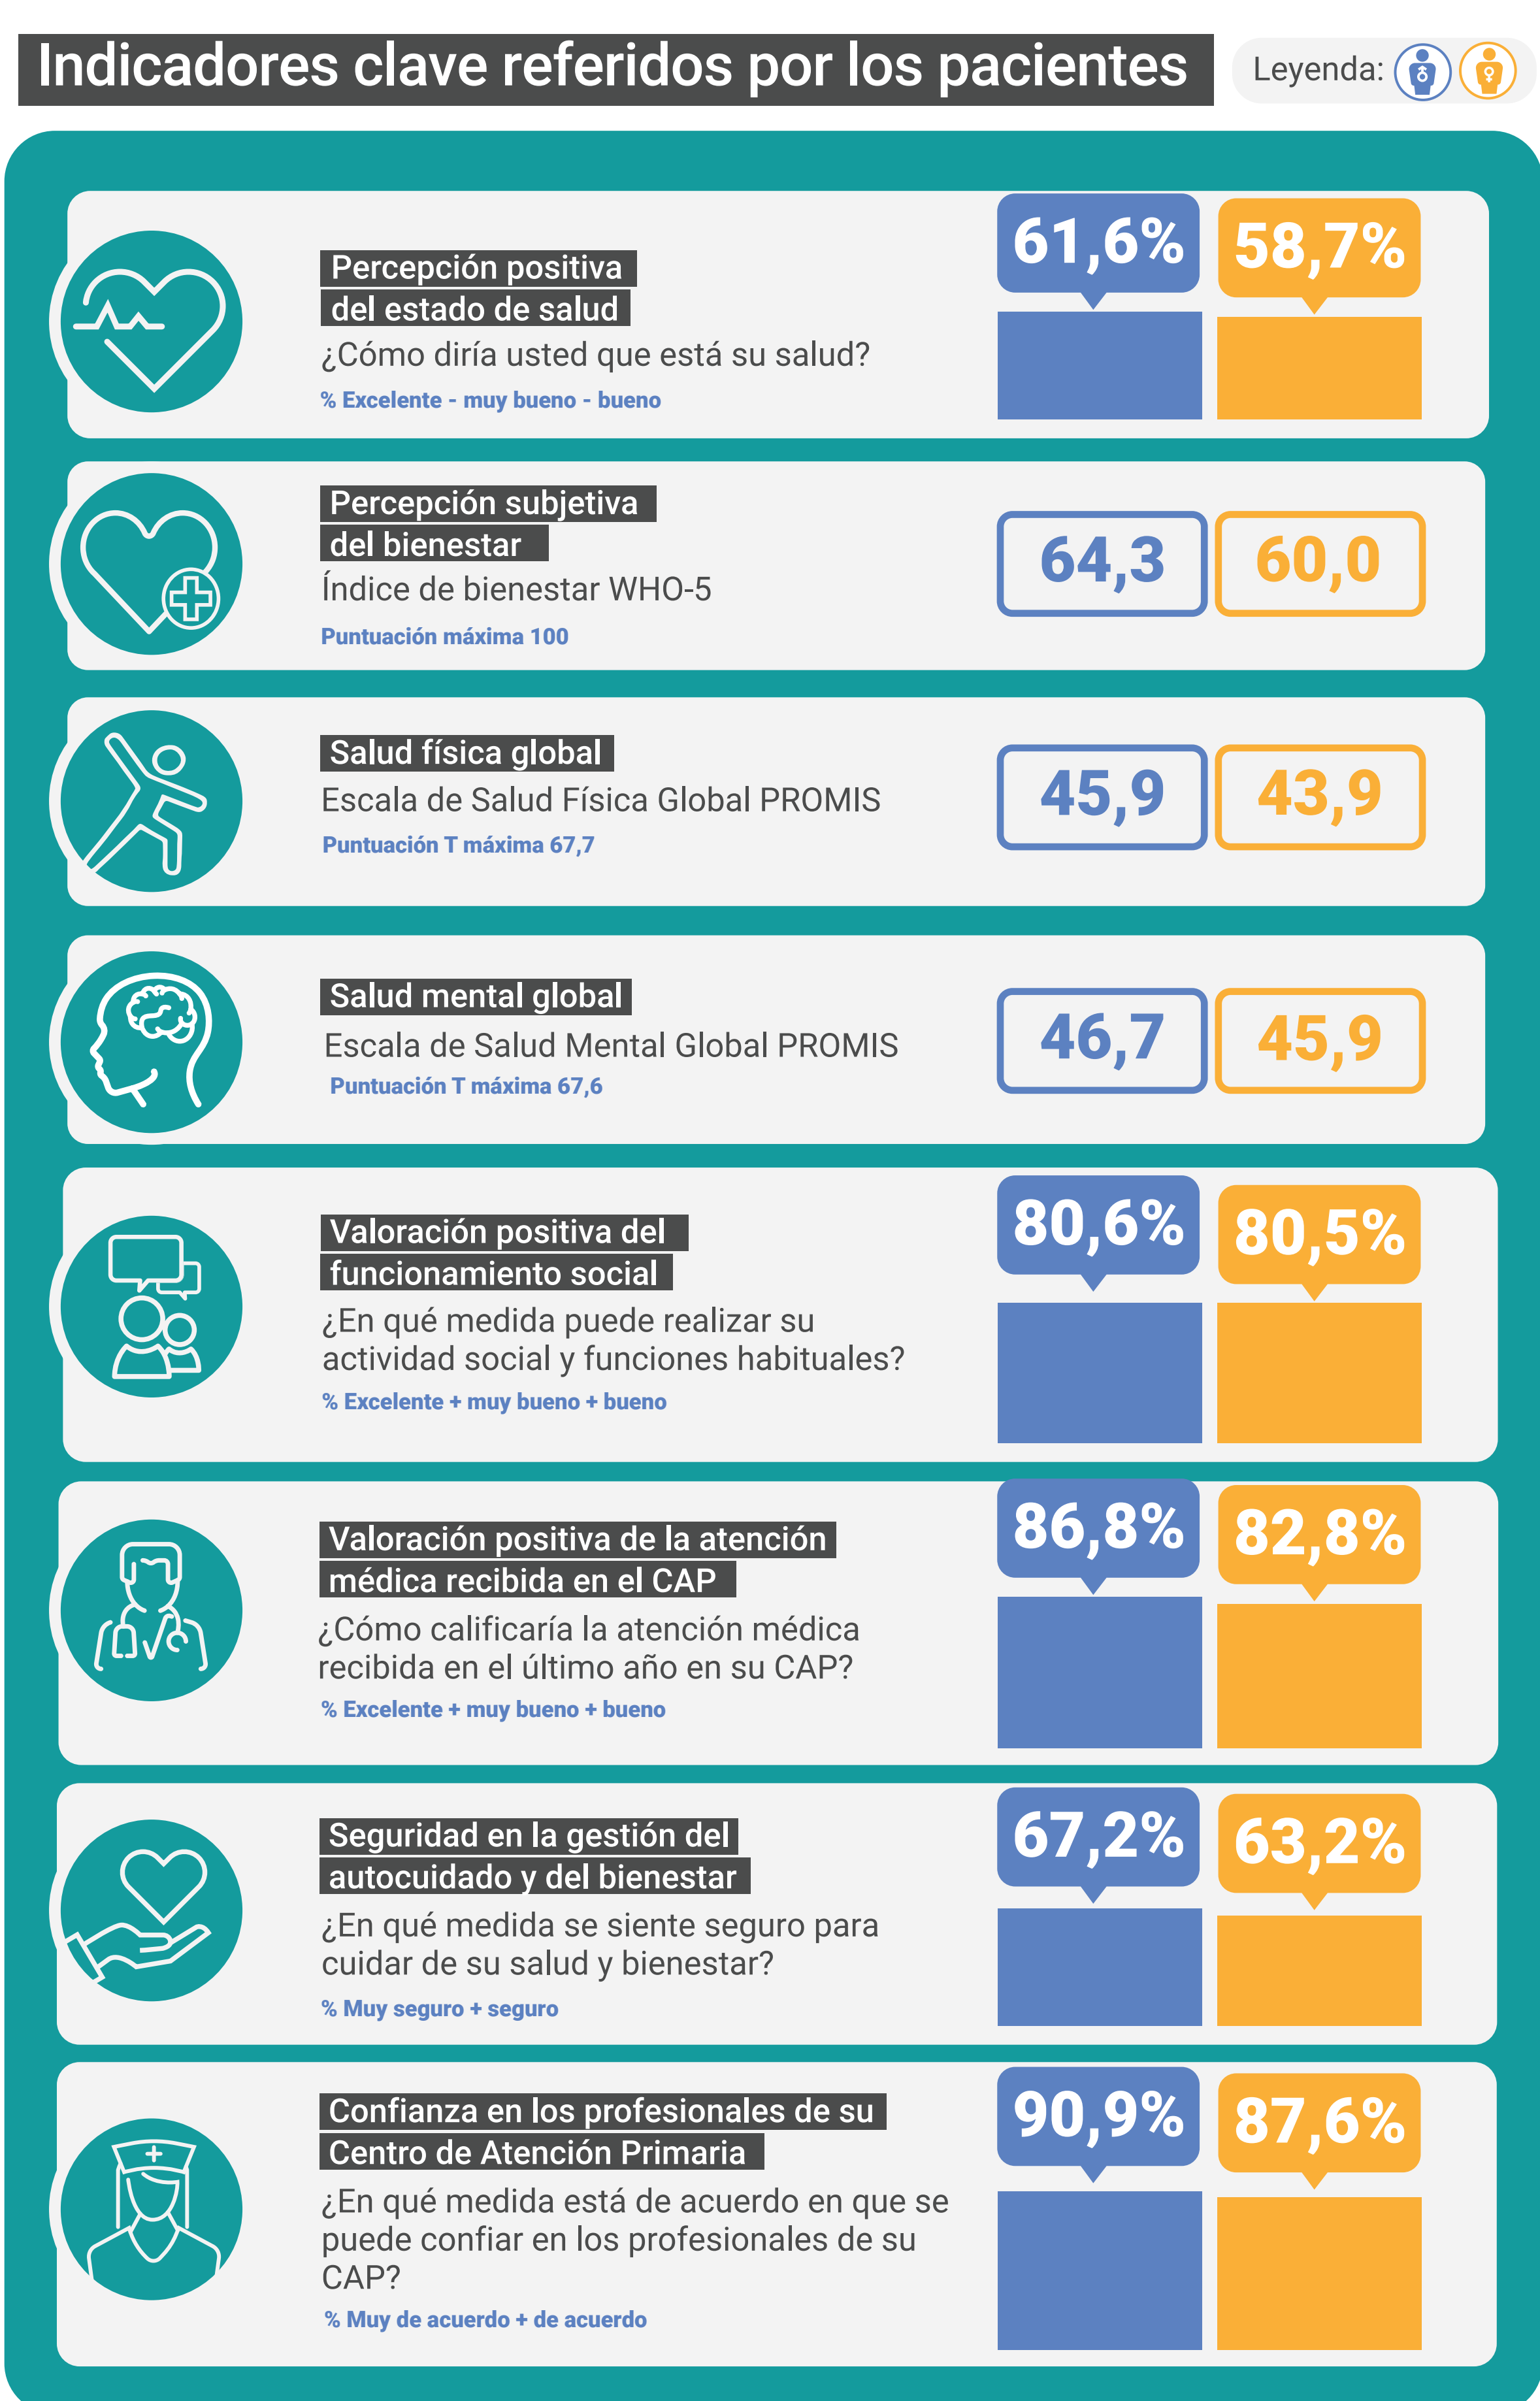 Indicadores clave referidos por los pacientes
Leyenda:
Percepción positiva
del estado de salud
¿Cómo diría usted que está su salud?
% Excelente - muy bueno - bueno
61,6%
58,7%
Percepción subjetiva
del bienestar
Índice de bienestar WHO-5
Puntuación máxima 100
64,3
60,0
Salud física global
Escala de Salud Física Global PROMIS
Puntuación T máxima 67,7
45,9
43,9
Salud mental global
Escala de Salud Mental Global PROMIS
Puntuación T máxima 67,6
46,7
45,9
Valoración positiva del
funcionamiento social
¿En qué medida puede realizar su
actividad social y funciones habituales?
% Excelente + muy bueno + bueno
80,6%
80,5%
Valoración positiva de la atención
médica recibida en el CAP
¿Cómo calificaría la atención médica
recibida en el último año en su CAP?
% Excelente + muy bueno + bueno
86,8%
82,8%
Seguridad en la gestión del
autocuidado y del bienestar
¿En qué medida se siente seguro para
cuidar de su salud y bienestar?
% Muy seguro + seguro
67,2%
63,2%
Confianza en los profesionales de su
Centro de Atención Primaria
¿En qué medida está de acuerdo en que se
puede confiar en los profesionales de su
CAP?
% Muy de acuerdo + de acuerdo
90,9%
87,6%